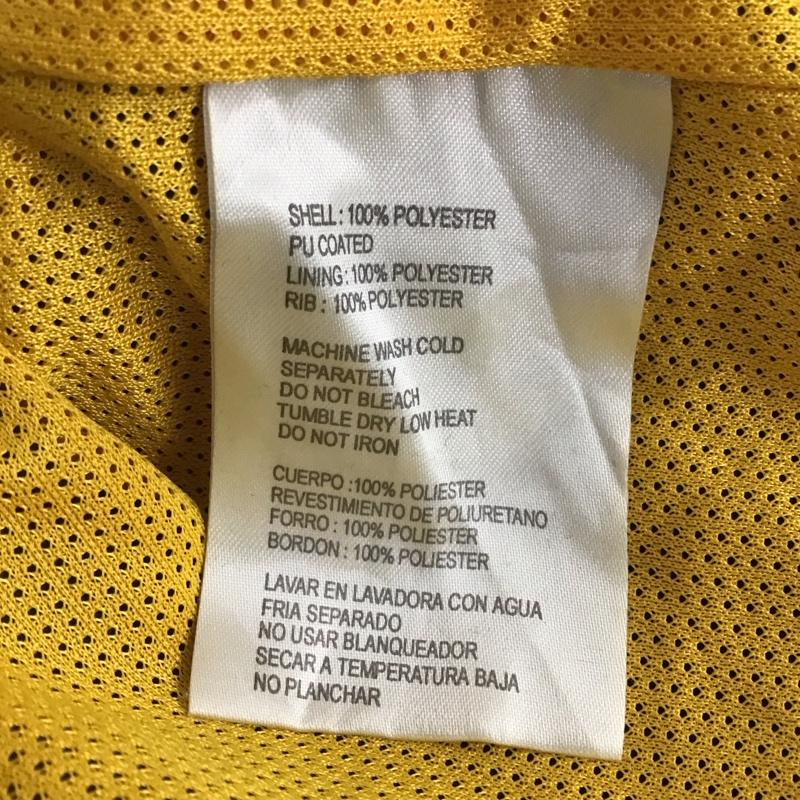 SHELL: 100% POLYESTER
PU COATED
LINING: 100% POLYESTER
RIB : 100% POLYESTER
MACHINE WASH COLD
SEPARATELY
DO NOT BLEACH
TUMBLE DRY LOW HEAT
DO NOT IRON
CUERPO :100% POLIESTER
REVESTIMIENTO DE POLIURETANO
FORRO : 100% POLIESTER
BORDON : 100% POLIESTER
LAVAR EN LAVADORA CON AGUA
FRIA SEPARADO
NO USAR BLANQUEADOR
SECAR A TEMPERATURA BAJA
NO PLANCHAR